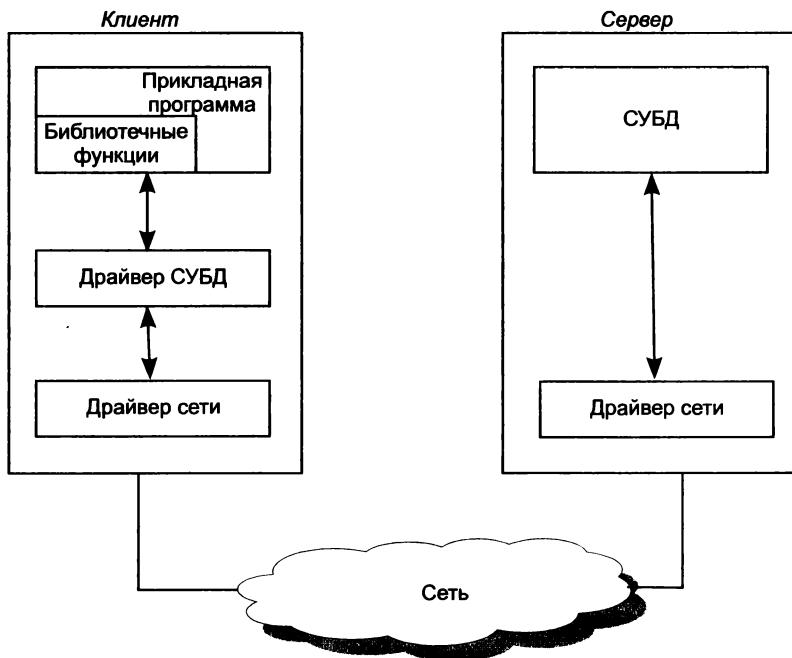 Клиент
Прикладная
программа
Библиотечные
функции
Драйвер СУБД
Драйвер сети
Сервер
СУБД
Драйвер сети
Сеть